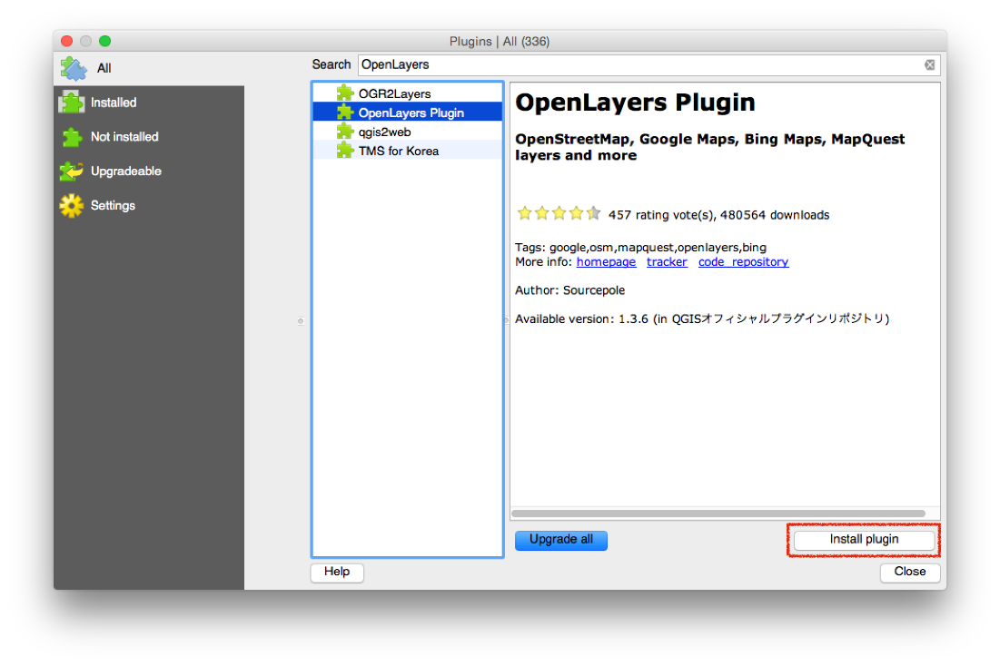 Plugins | All (336)
All
Installed
Not installed
Upgradeable
Settings
Search OpenLayers
OGR2Layers
OpenLayers Plugin
qgis2web
TMS for Korea
OpenLayers Plugin
OpenStreetMap, Google Maps, Bing Maps, MapQuest
layers and more
457 rating vote(s), 480564 downloads
Tags: google,osm,mapquest,openlayers,bing
More info: homepage tracker code_repository
Author: Sourcepole
Available version: 1.3.6 (in QGISオフィシャルプラグインリポジトリ)
Upgrade all
Install plugin
Help
Close